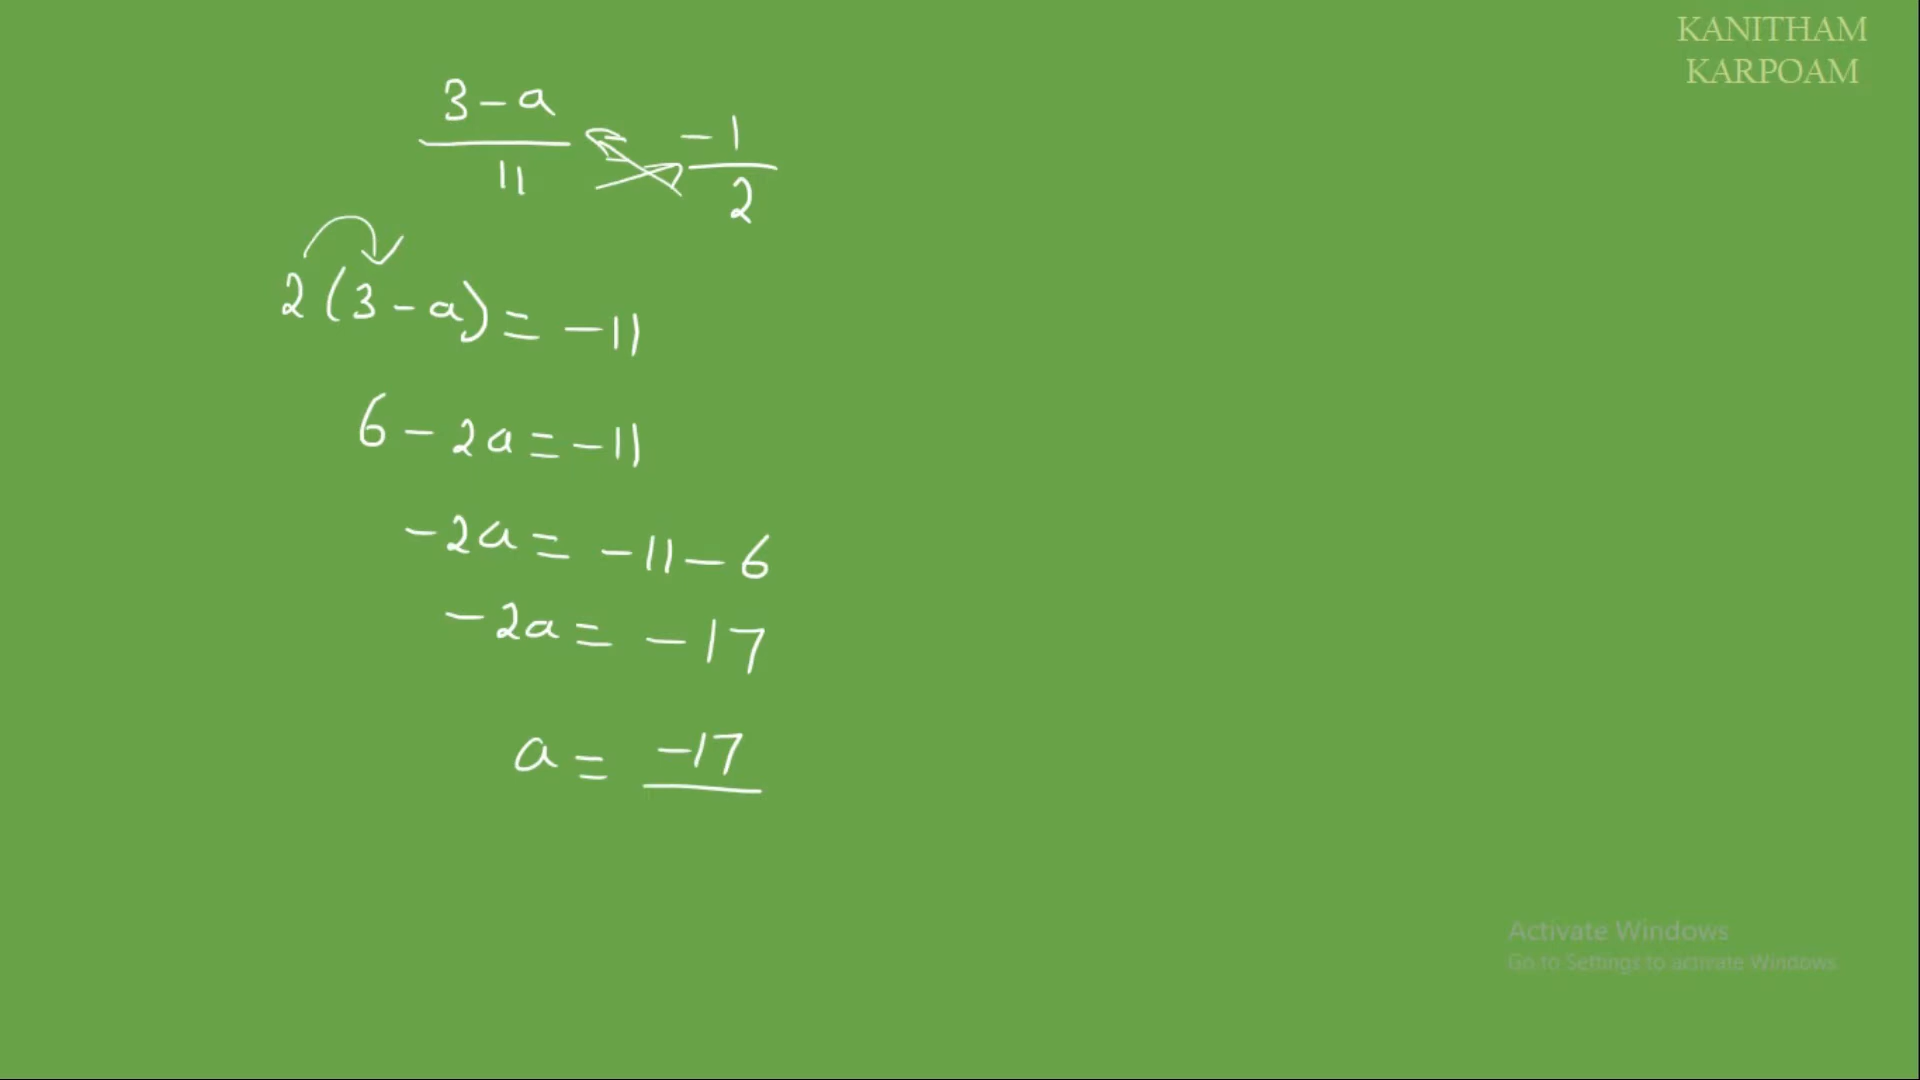 KANITHAM
KARPOAM
3 - a
11
- 1
2
2 (3 - a) = - 11
6 - 2a = - 11
- 2a = - 11 - 6
- 2a = - 17
a = - 17
Activate Windows
Go to Settings to activate Windows.